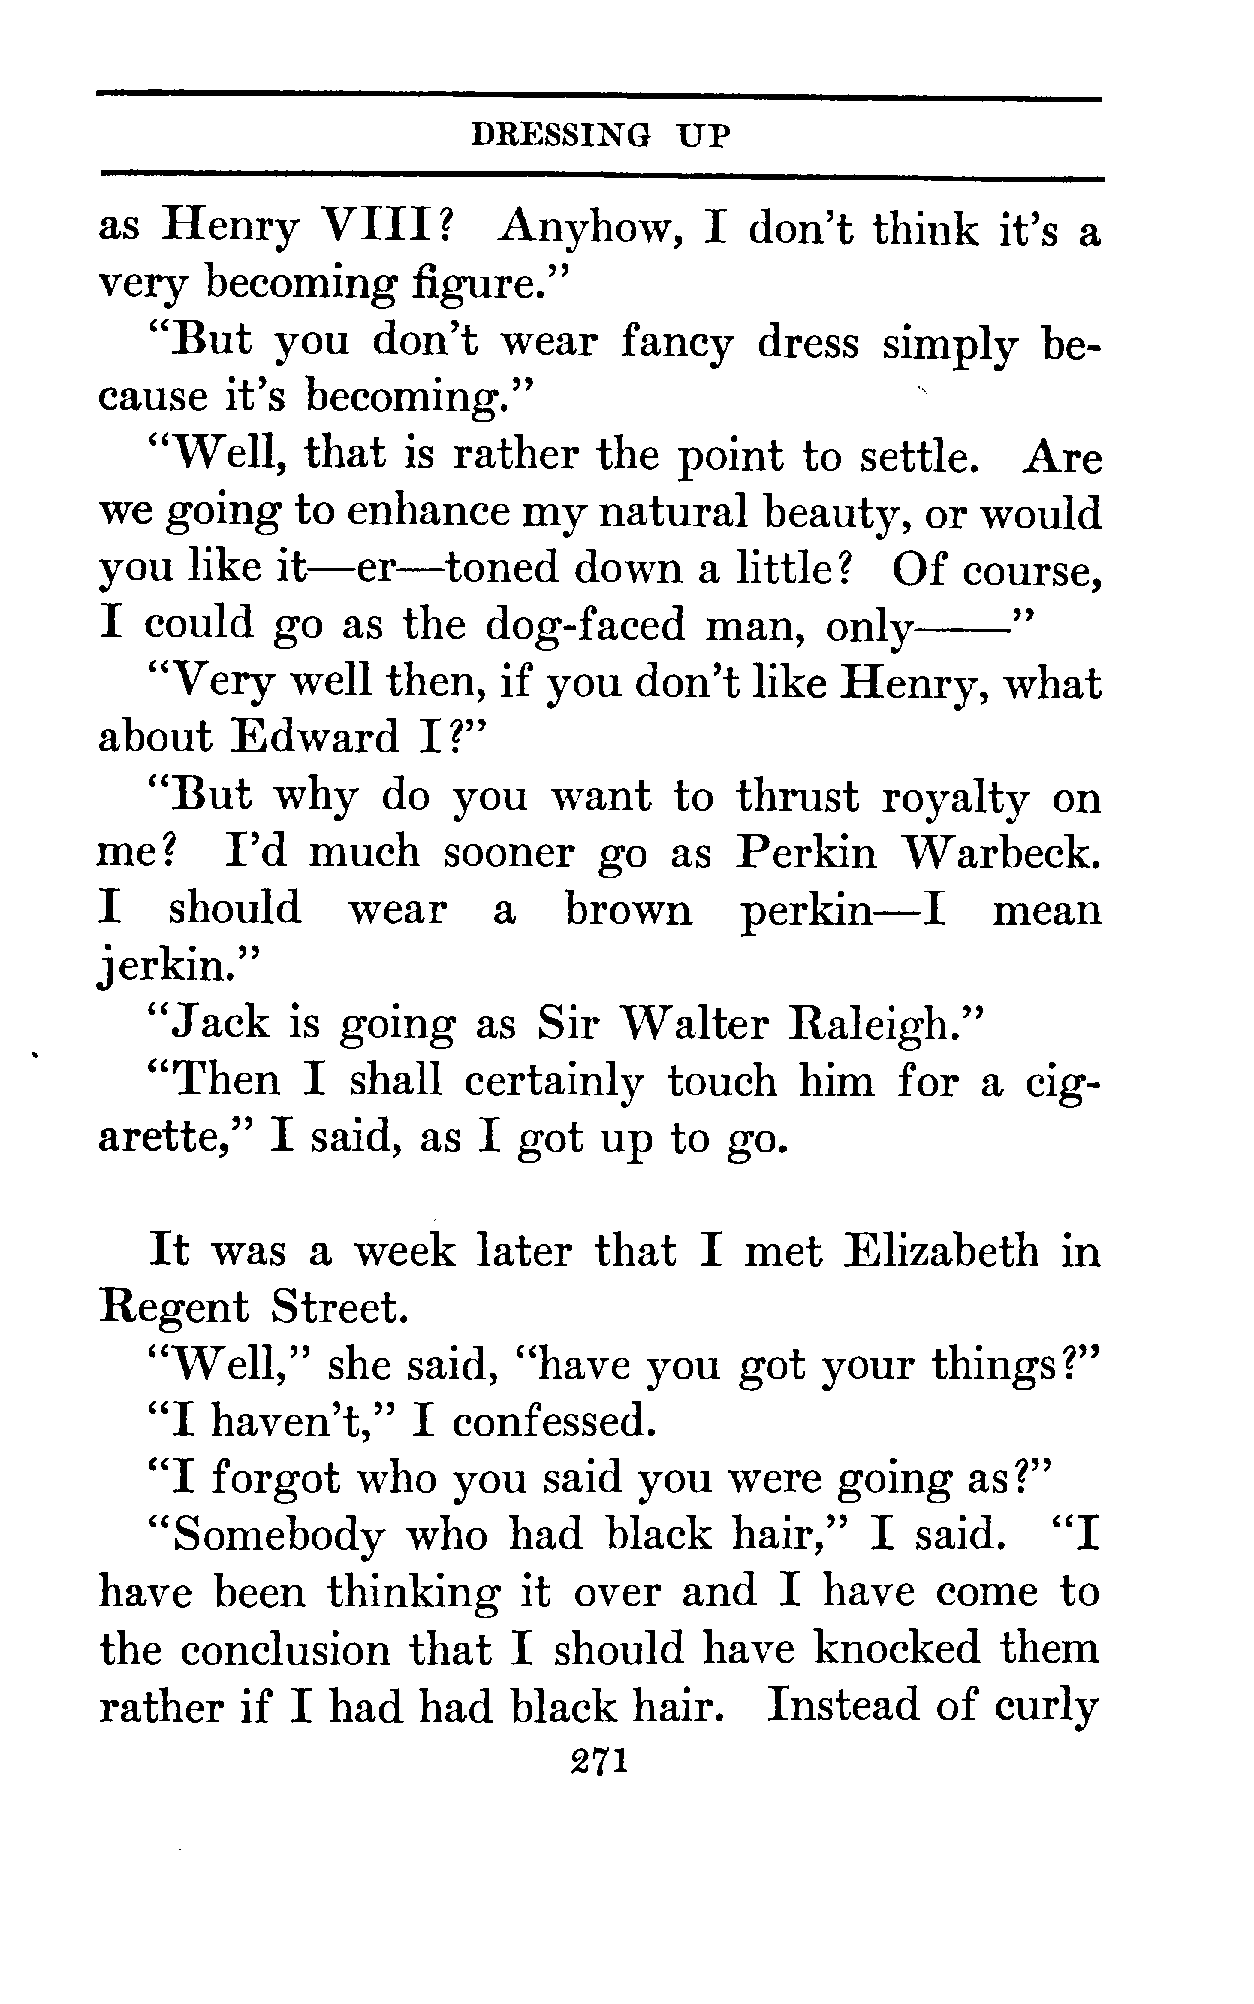 DRESSING UP
as Henry VIII? Anyhow, I don't think it's a
very becoming figure."
"But you don't wear fancy dress simply be-
cause it's becoming."
"Well, that is rather the point to settle. Are
we going to enhance my natural beauty, or would
you like it—er—toned down a little? Of course,
I could go as the dog-faced man, only——"
"Very well then, if you don't like Henry, what
about Edward I?"
"But why do you want to thrust royalty on
me? I'd much sooner go as Perkin Warbeck.
I should wear a brown perkin—I mean
jerkin."
"Jack is going as Sir Walter Raleigh."
"Then I shall certainly touch him for a cig-
arette," I said, as I got up to go.
It was a week later that I met Elizabeth in
Regent Street.
"Well," she said, "have you got your things?"
"I haven't," I confessed.
"I forgot who you said you were going as?"
"Somebody who had black hair," I said. "I
have been thinking it over and I have come to
the conclusion that I should have knocked them
rather if I had had black hair. Instead of curly
271